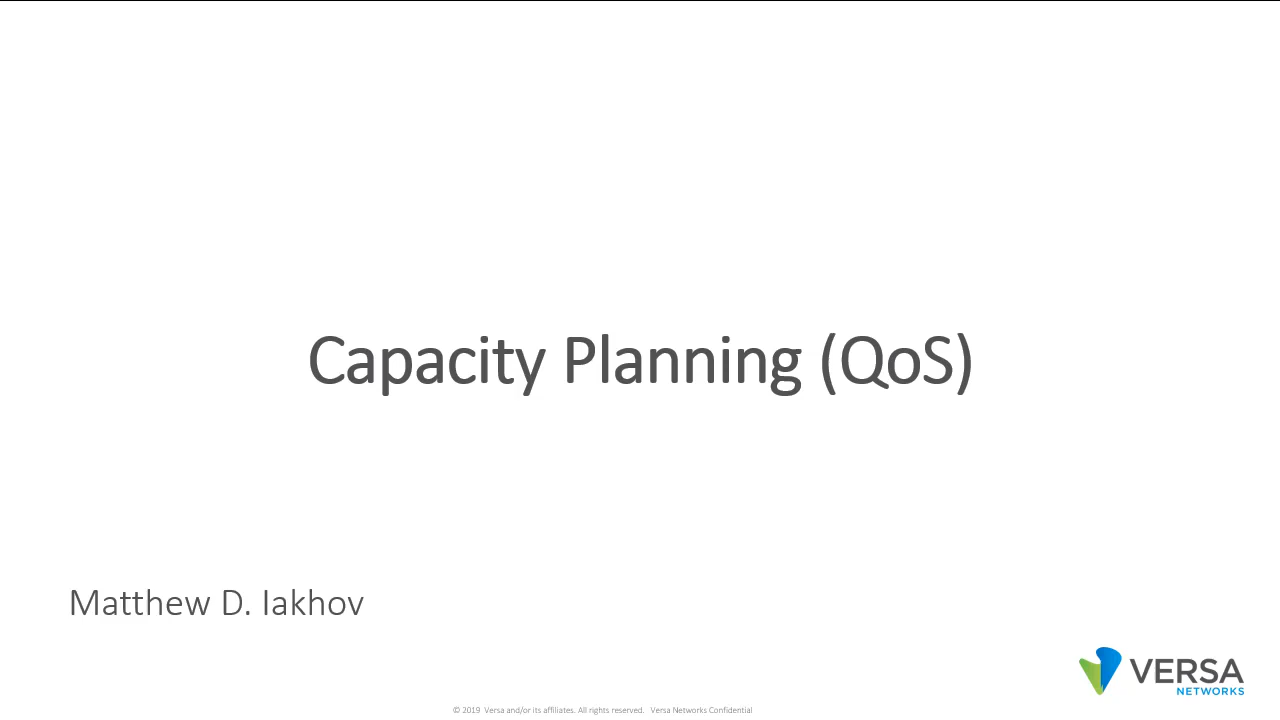 Capacity Planning (QoS)
Matthew D. Iakhov
VERSA
NETWORKS
© 2019 Versa and/or its affiliates. All rights reserved. Versa Networks Confidential